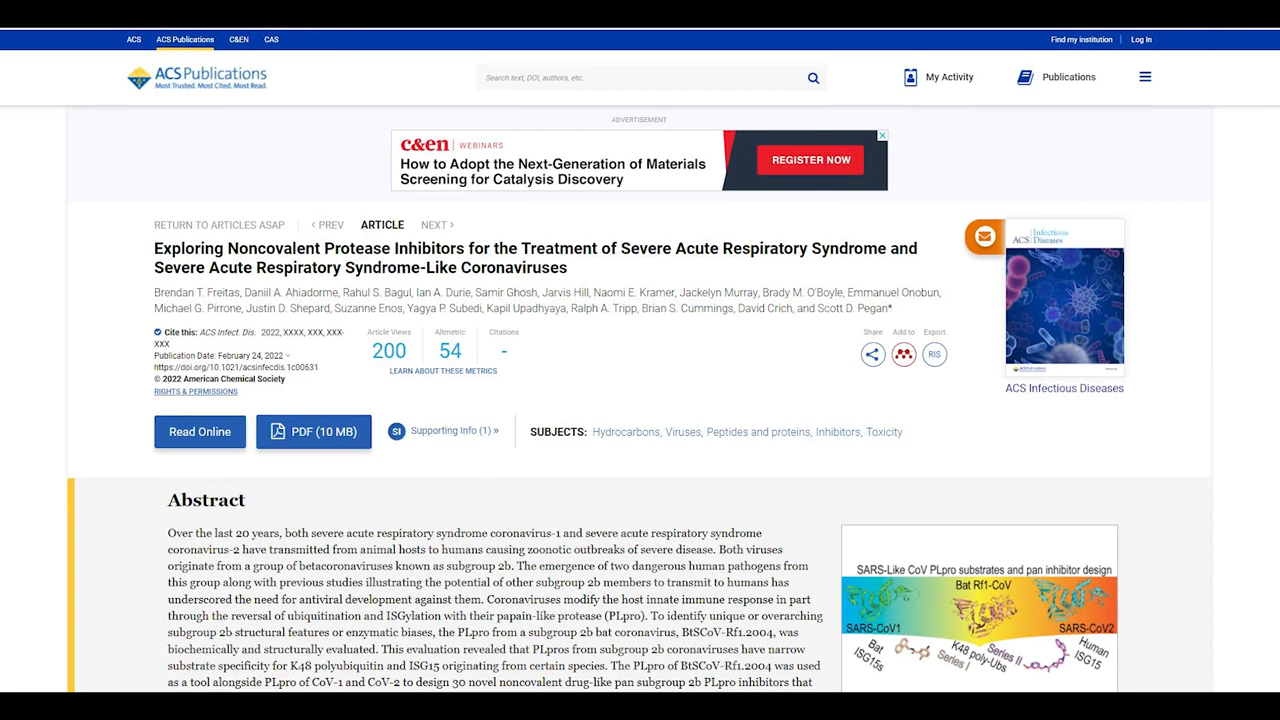 ACS ACS Publications C&EN CAS Find my institution Log In
ACS Publications
Most Trusted. Most Cited. Most Read.
Search text, DOI, authors, etc.
My Activity
Publications
ADVERTISEMENT
c&en | WEBINARS
How to Adopt the Next-Generation of Materials
Screening for Catalysis Discovery
REGISTER NOW
RETURN TO ARTICLES ASAP < PREV ARTICLE NEXT >
Exploring Noncovalent Protease Inhibitors for the Treatment of Severe Acute Respiratory Syndrome and
Severe Acute Respiratory Syndrome-Like Coronaviruses
Brendan T. Freitas, Daniil A. Ahiadorme, Rahul S. Bagul, Ian A. Durie, Samir Ghosh, Jarvis Hill, Naomi E. Kramer, Jackelyn Murray, Brady M. O'Boyle, Emmanuel Onobun,
Michael G. Pirrone, Justin D. Shepard, Suzanne Enos, Yagya P. Subedi, Kapil Upadhyaya, Ralph A. Tripp, Brian S. Cummings, David Crich, and Scott D. Pegan*
Cite this: ACS Infect. Dis. 2022, XXXX, XXX, XXX-
XXX
Publication Date: February 24, 2022
https://doi.org/10.1021/acsinfecdis.1c00631
© 2022 American Chemical Society
RIGHTS & PERMISSIONS
Article Views
200
Altmetric
54
Citations
-
LEARN ABOUT THESE METRICS
Share
Add to
Export
RIS
ACS Infectious Diseases
ACS Infectious Diseases
Read Online
PDF (10 MB)
SI Supporting Info (1) »
SUBJECTS: Hydrocarbons, Viruses, Peptides and proteins, Inhibitors, Toxicity
Abstract
Over the last 20 years, both severe acute respiratory syndrome coronavirus-1 and severe acute respiratory syndrome
coronavirus-2 have transmitted from animal hosts to humans causing zoonotic outbreaks of severe disease. Both viruses
originate from a group of betacoronaviruses known as subgroup 2b. The emergence of two dangerous human pathogens from
this group along with previous studies illustrating the potential of other subgroup 2b members to transmit to humans has
underscored the need for antiviral development against them. Coronaviruses modify the host innate immune response in part
through the reversal of ubiquitination and ISGylation with their papain-like protease (PLpro). To identify unique or overarching
subgroup 2b structural features or enzymatic biases, the PLpro from a subgroup 2b bat coronavirus, BtSCoV-Rf1.2004, was
biochemically and structurally evaluated. This evaluation revealed that PLpros from subgroup 2b coronaviruses have narrow
substrate specificity for K48 polyubiquitin and ISG15 originating from certain species. The PLpro of BtSCoV-Rf1.2004 was used
as a tool alongside PLpro of CoV-1 and CoV-2 to design 30 novel noncovalent drug-like pan subgroup 2b PLpro inhibitors that
SARS-Like CoV PLpro substrates and pan inhibitor design
Bat Rf1-CoV
SARS-CoV1
SARS-CoV2
Bat
ISG15s
Series I
K48 poly-Ubs
Series II
Human
ISG15